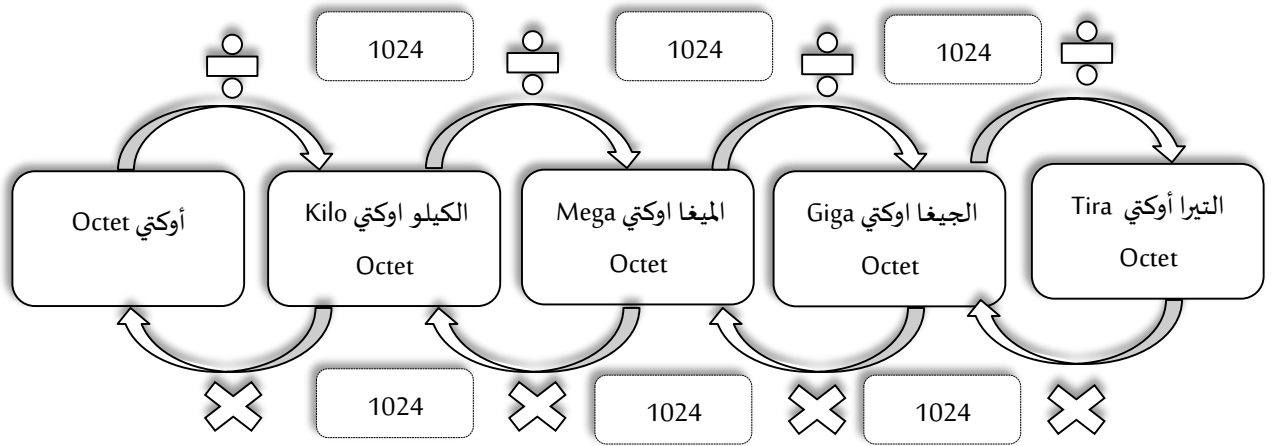 1024
1024
1024
أوكتي Octet
الكيلو اوكتي Kilo
Octet
الميغا اوكتي Mega
Octet
الجيغا اوكتي Giga
Octet
التيرا أوكتي Tira
Octet
1024
1024
1024